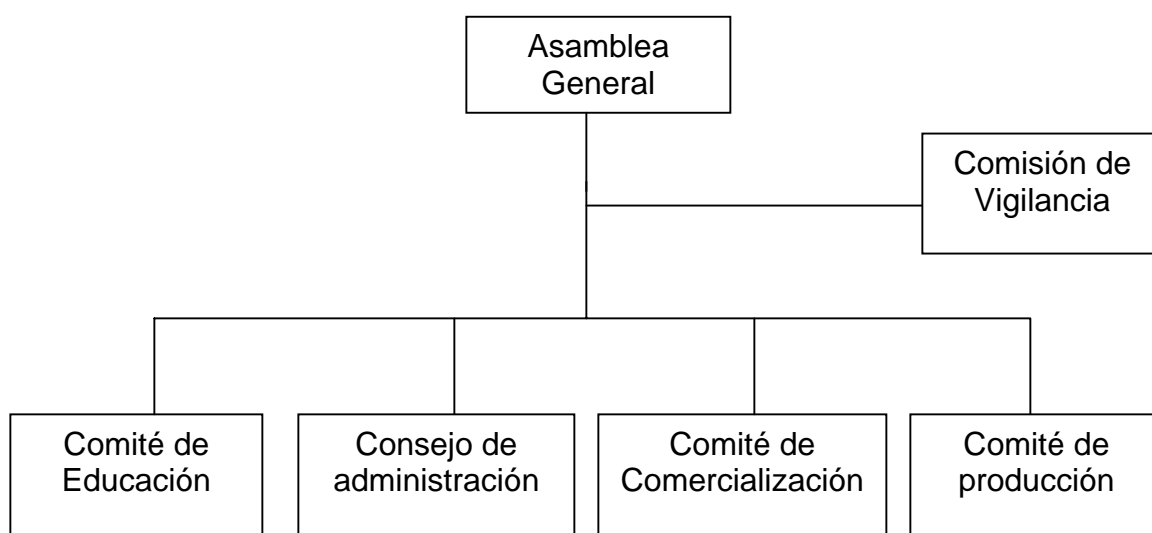 Asamblea
General
Comisión de
Vigilancia
Comité de
Educación
Consejo de
administración
Comité de
Comercialización
Comité de
producción